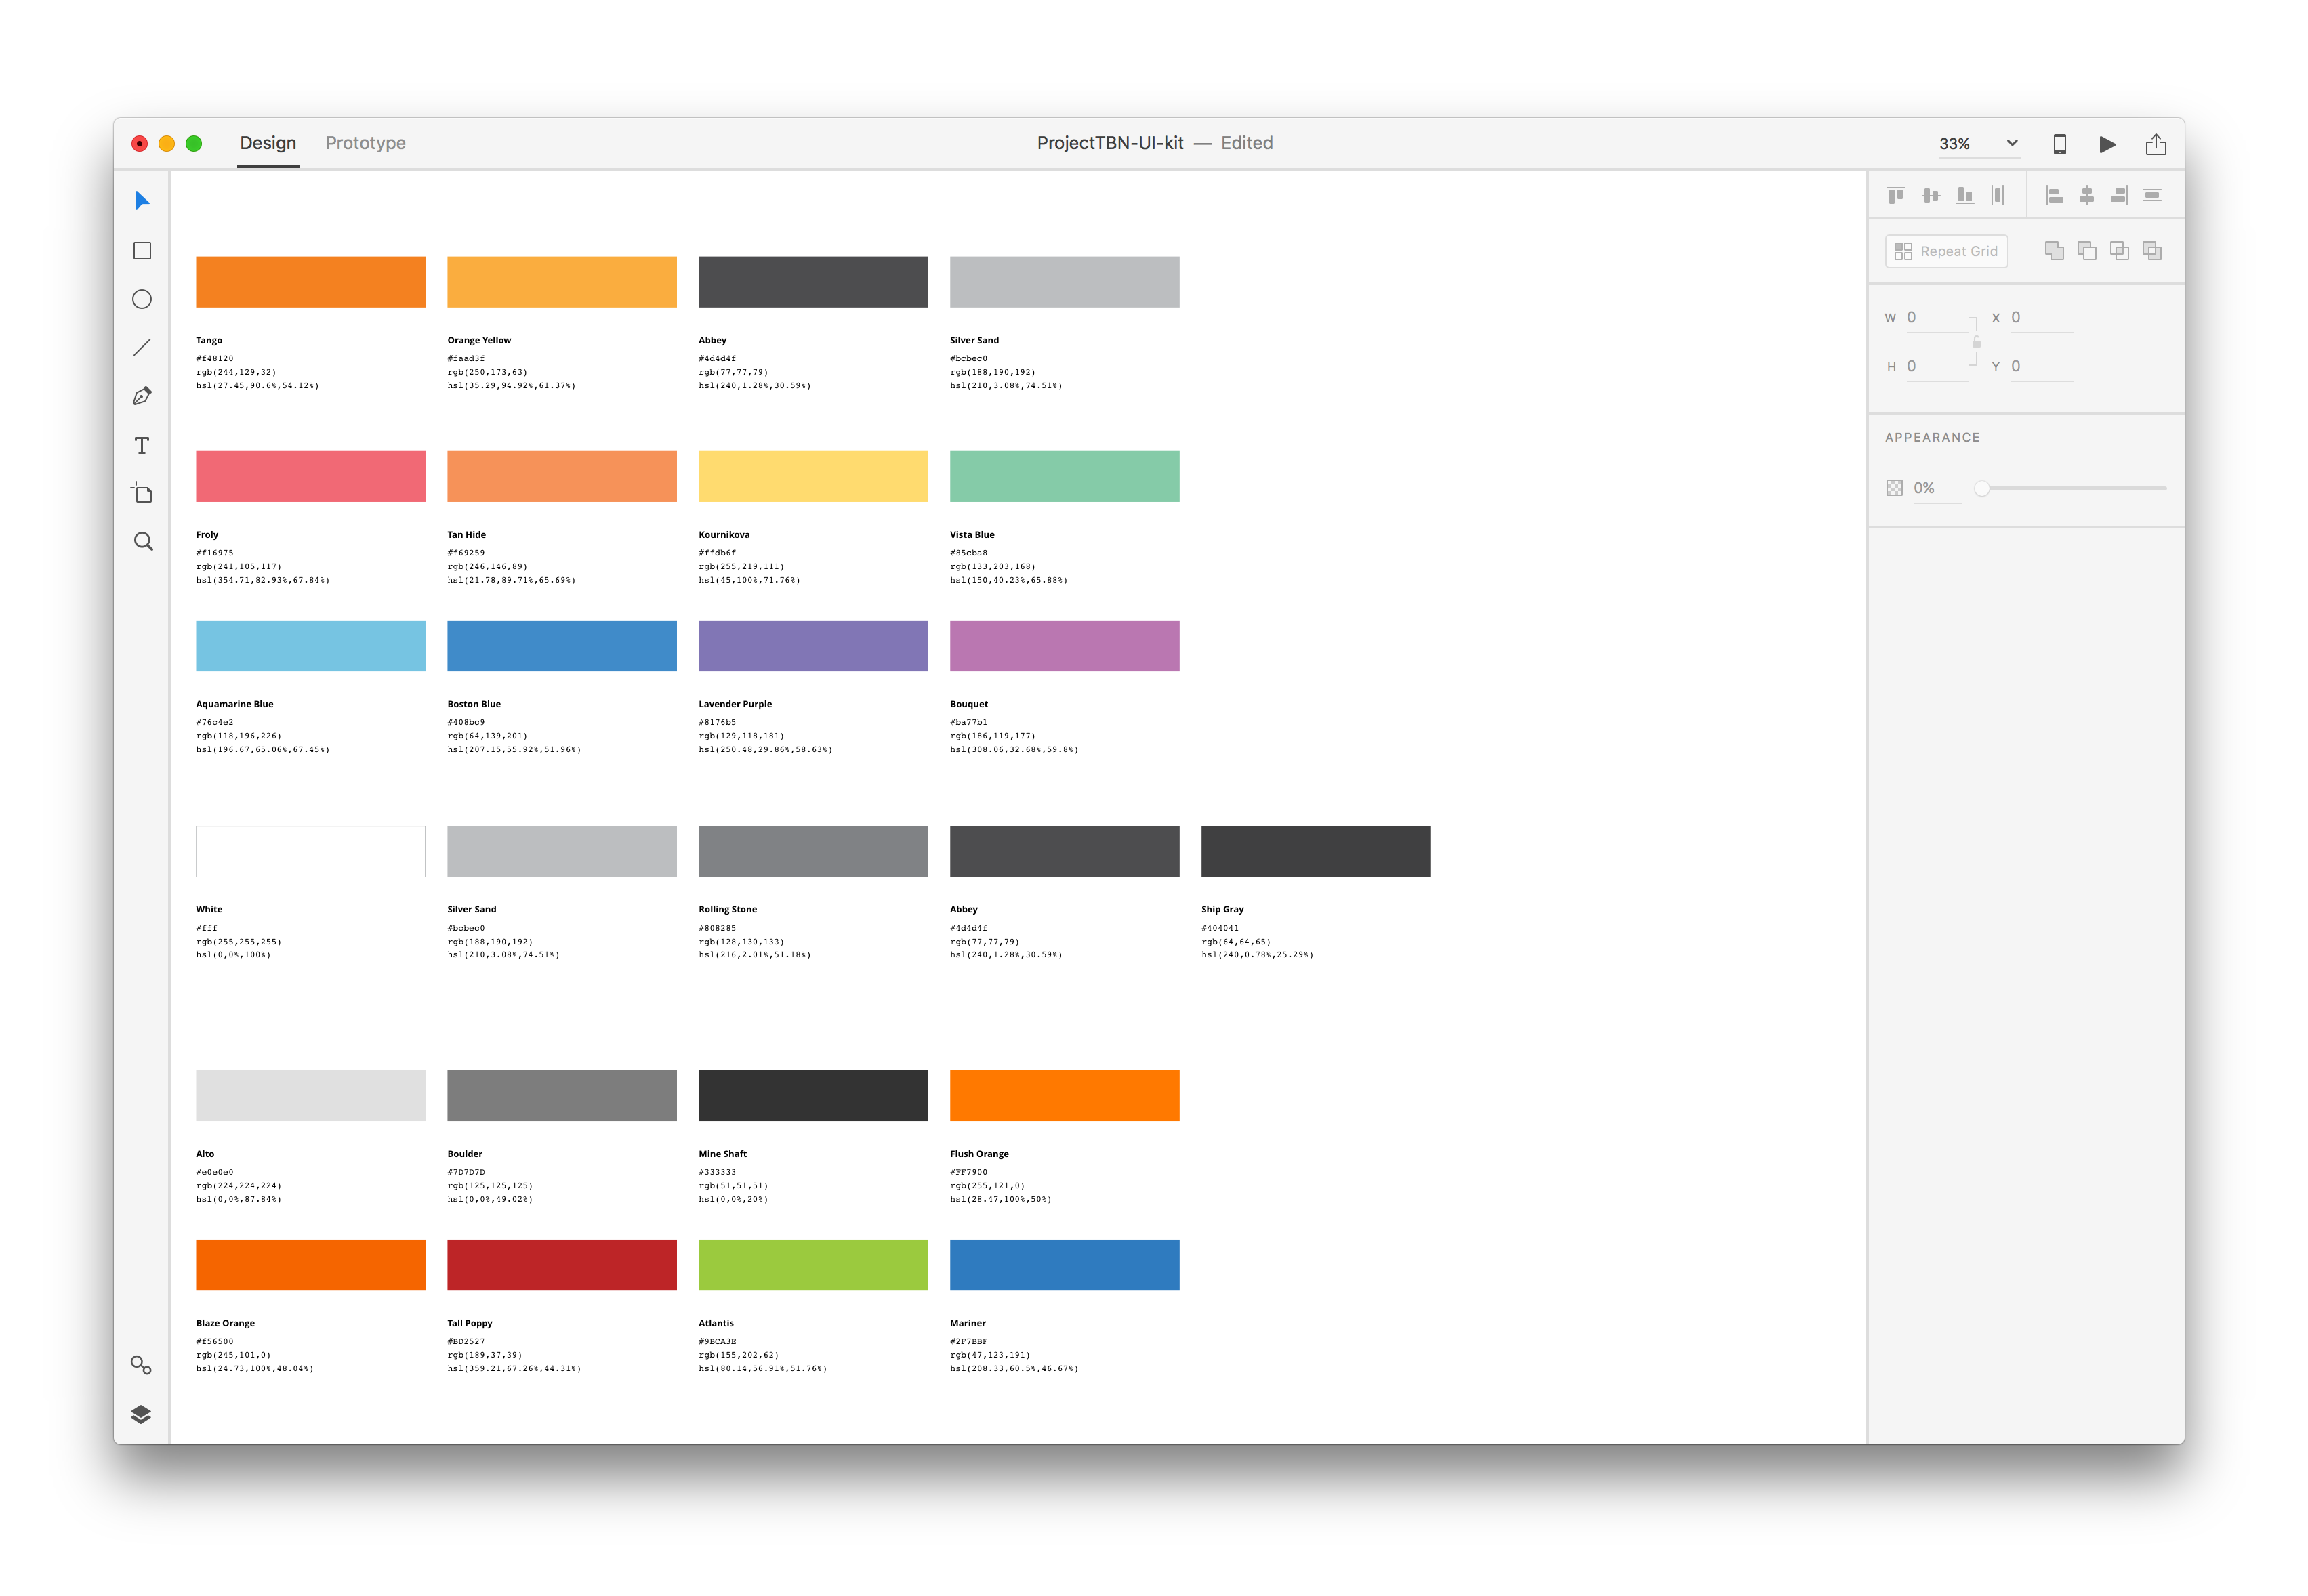 Design Prototype ProjectTBN-UI-kit — Edited 33%
Repeat Grid
W 0 X 0
H 0 Y 0
APPEARANCE
0%
Tango Orange Yellow Abbey Silver Sand
#f48120 #faad3f #4d4d4f #bcbec0
rgb(244,129,32) rgb(250,173,63) rgb(77,77,79) rgb(188,190,192)
hsl(27.45,90.6%,54.12%) hsl(35.29,94.92%,61.37%) hsl(240,1.28%,30.59%) hsl(210,3.08%,74.51%)
Froly Tan Hide Kournikova Vista Blue
#f16975 #f69259 #ffdb6f #85cba8
rgb(241,105,117) rgb(246,146,89) rgb(255,219,111) rgb(133,203,168)
hsl(354.71,82.93%,67.84%) hsl(21.78,89.71%,65.69%) hsl(45,100%,71.76%) hsl(150,40.23%,65.88%)
Aquamarine Blue Boston Blue Lavender Purple Bouquet
#76c4e2 #408bc9 #8176b5 #ba77b1
rgb(118,196,226) rgb(64,139,201) rgb(129,118,181) rgb(186,119,177)
hsl(196.67,65.06%,67.45%) hsl(207.15,55.92%,51.96%) hsl(250.48,29.86%,58.63%) hsl(308.06,32.68%,59.8%)
White Silver Sand Rolling Stone Abbey Ship Gray
#fff #bcbec0 #808285 #4d4d4f #404041
rgb(255,255,255) rgb(188,190,192) rgb(128,130,133) rgb(77,77,79) rgb(64,64,65)
hsl(0,0%,100%) hsl(210,3.08%,74.51%) hsl(216,2.01%,51.18%) hsl(240,1.28%,30.59%) hsl(240,0.78%,25.29%)
Alto Boulder Mine Shaft Flush Orange
#e0e0e0 #7D7D7D #333333 #FF7900
rgb(224,224,224) rgb(125,125,125) rgb(51,51,51) rgb(255,121,0)
hsl(0,0%,87.84%) hsl(0,0%,49.02%) hsl(0,0%,20%) hsl(28.47,100%,50%)
Blaze Orange Tall Poppy Atlantis Mariner
#f56500 #BD2527 #9BCA3E #2F7BBF
rgb(245,101,0) rgb(189,37,39) rgb(155,202,62) rgb(47,123,191)
hsl(24.73,100%,48.04%) hsl(359.21,67.26%,44.31%) hsl(80.14,56.91%,51.76%) hsl(208.33,60.5%,46.67%)